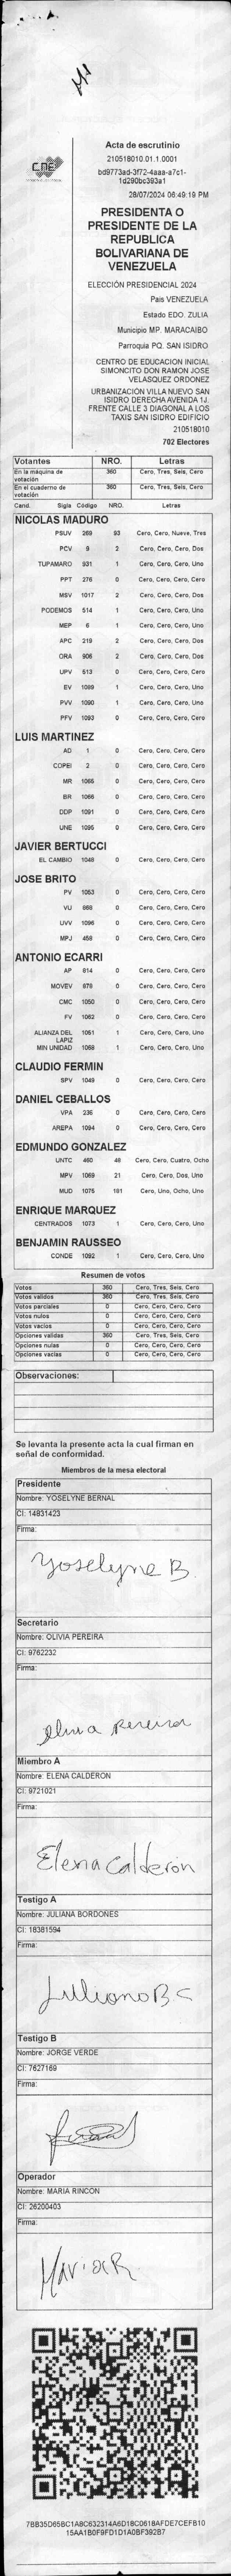 CNE
Acta de escrutinio
210518010.01.1.0001
bd9773ad-3f72-4aaa-a7c1-
1d290bc393a1
28/07/2024 06:49:19 PM
PRESIDENTA O
PRESIDENTE DE LA
REPUBLICA
BOLIVARIANA DE
VENEZUELA
ELECCIÓN PRESIDENCIAL 2024
Pais VENEZUELA
Estado EDO. ZULIA
Municipio MP. MARACAIBO
Parroquia PQ. SAN ISIDRO
CENTRO DE EDUCACION INICIAL
SIMONCITO DON RAMON JOSE
VELASQUEZ ORDONEZ
URBANIZACION VILLA NUEVO SAN
ISIDRO DERECHA AVENIDA 1J.
FRENTE CALLE 3 DIAGONAL A LOS
TAXIS SAN ISIDRO EDIFICIO
210518010
702 Electores
Votantes NRO. Letras
En la máquina de votación 360 Cero, Tres, Seis, Cero
En el cuaderno de votación 360 Cero, Tres, Seis, Cero
Cand. Sigla Código NRO. Letras
NICOLAS MADURO
PSUV 269 93 Cero, Cero, Nueve, Tres
PCV 9 2 Cero, Cero, Cero, Dos
TUPAMARO 931 1 Cero, Cero, Cero, Uno
PPT 276 0 Cero, Cero, Cero, Cero
MSV 1017 2 Cero, Cero, Cero, Dos
PODEMOS 514 1 Cero, Cero, Cero, Uno
MEP 6 1 Cero, Cero, Cero, Uno
APC 219 2 Cero, Cero, Cero, Dos
ORA 906 2 Cero, Cero, Cero, Dos
UPV 513 0 Cero, Cero, Cero, Cero
EV 1089 1 Cero, Cero, Cero, Uno
PVV 1090 1 Cero, Cero, Cero, Uno
PFV 1093 0 Cero, Cero, Cero, Cero
LUIS MARTINEZ
AD 1 0 Cero, Cero, Cero, Cero
COPEI 2 0 Cero, Cero, Cero, Cero
MR 1065 0 Cero, Cero, Cero, Cero
BR 1066 0 Cero, Cero, Cero, Cero
DDP 1091 0 Cero, Cero, Cero, Cero
UNE 1095 0 Cero, Cero, Cero, Cero
JAVIER BERTUCCI
EL CAMBIO 1048 0 Cero, Cero, Cero, Cero
JOSE BRITO
PV 1053 0 Cero, Cero, Cero, Cero
VU 868 0 Cero, Cero, Cero, Cero
UVV 1096 0 Cero, Cero, Cero, Cero
MPJ 458 0 Cero, Cero, Cero, Cero
ANTONIO ECARRI
AP 814 0 Cero, Cero, Cero, Cero
MOVEV 979 0 Cero, Cero, Cero, Cero
CMC 1050 0 Cero, Cero, Cero, Cero
FV 1062 0 Cero, Cero, Cero, Cero
ALIANZA DEL LAPIZ 1051 1 Cero, Cero, Cero, Uno
MIN UNIDAD 1068 1 Cero, Cero, Cero, Uno
CLAUDIO FERMIN
SPV 1049 0 Cero, Cero, Cero, Cero
DANIEL CEBALLOS
VPA 236 0 Cero, Cero, Cero, Cero
AREPA 1094 0 Cero, Cero, Cero, Cero
EDMUNDO GONZALEZ
UNTC 460 48 Cero, Cero, Cuatro, Ocho
MPV 1069 21 Cero, Cero, Dos, Uno
MUD 1075 181 Cero, Uno, Ocho, Uno
ENRIQUE MARQUEZ
CENTRADOS 1073 1 Cero, Cero, Cero, Uno
BENJAMIN RAUSSEO
CONDE 1092 1 Cero, Cero, Cero, Uno
Resumen de votos
Votos 360 Cero, Tres, Seis, Cero
Votos validos 360 Cero, Tres, Seis, Cero
Votos parciales 0 Cero, Cero, Cero, Cero
Votos nulos 0 Cero, Cero, Cero, Cero
Votos vacios 0 Cero, Cero, Cero, Cero
Opciones validas 360 Cero, Tres, Seis, Cero
Opciones nulas 0 Cero, Cero, Cero, Cero
Opciones vacias 0 Cero, Cero, Cero, Cero
Observaciones:
Se levanta la presente acta la cual firman en
señal de conformidad.
Miembros de la mesa electoral
Presidente
Nombre: YOSELYNE BERNAL
CI: 14831423
Firma:
Yoselyne B
Secretario
Nombre: OLIVIA PEREIRA
CI: 9762232
Firma:
Olivia Pereira
Miembro A
Nombre: ELENA CALDERON
CI: 9721021
Firma:
Elena Calderón
Testigo A
Nombre: JULIANA BORDONES
CI: 18381594
Firma:
Juliana B
Testigo B
Nombre: JORGE VERDE
CI: 7627169
Firma:
Operador
Nombre: MARIA RINCON
CI: 26200403
Firma:
Maria R
7BB35D65BC1A8C632314A6D18C0618AFDE7CEFB10
15AA1B0F9FD1D1A0BF392B7